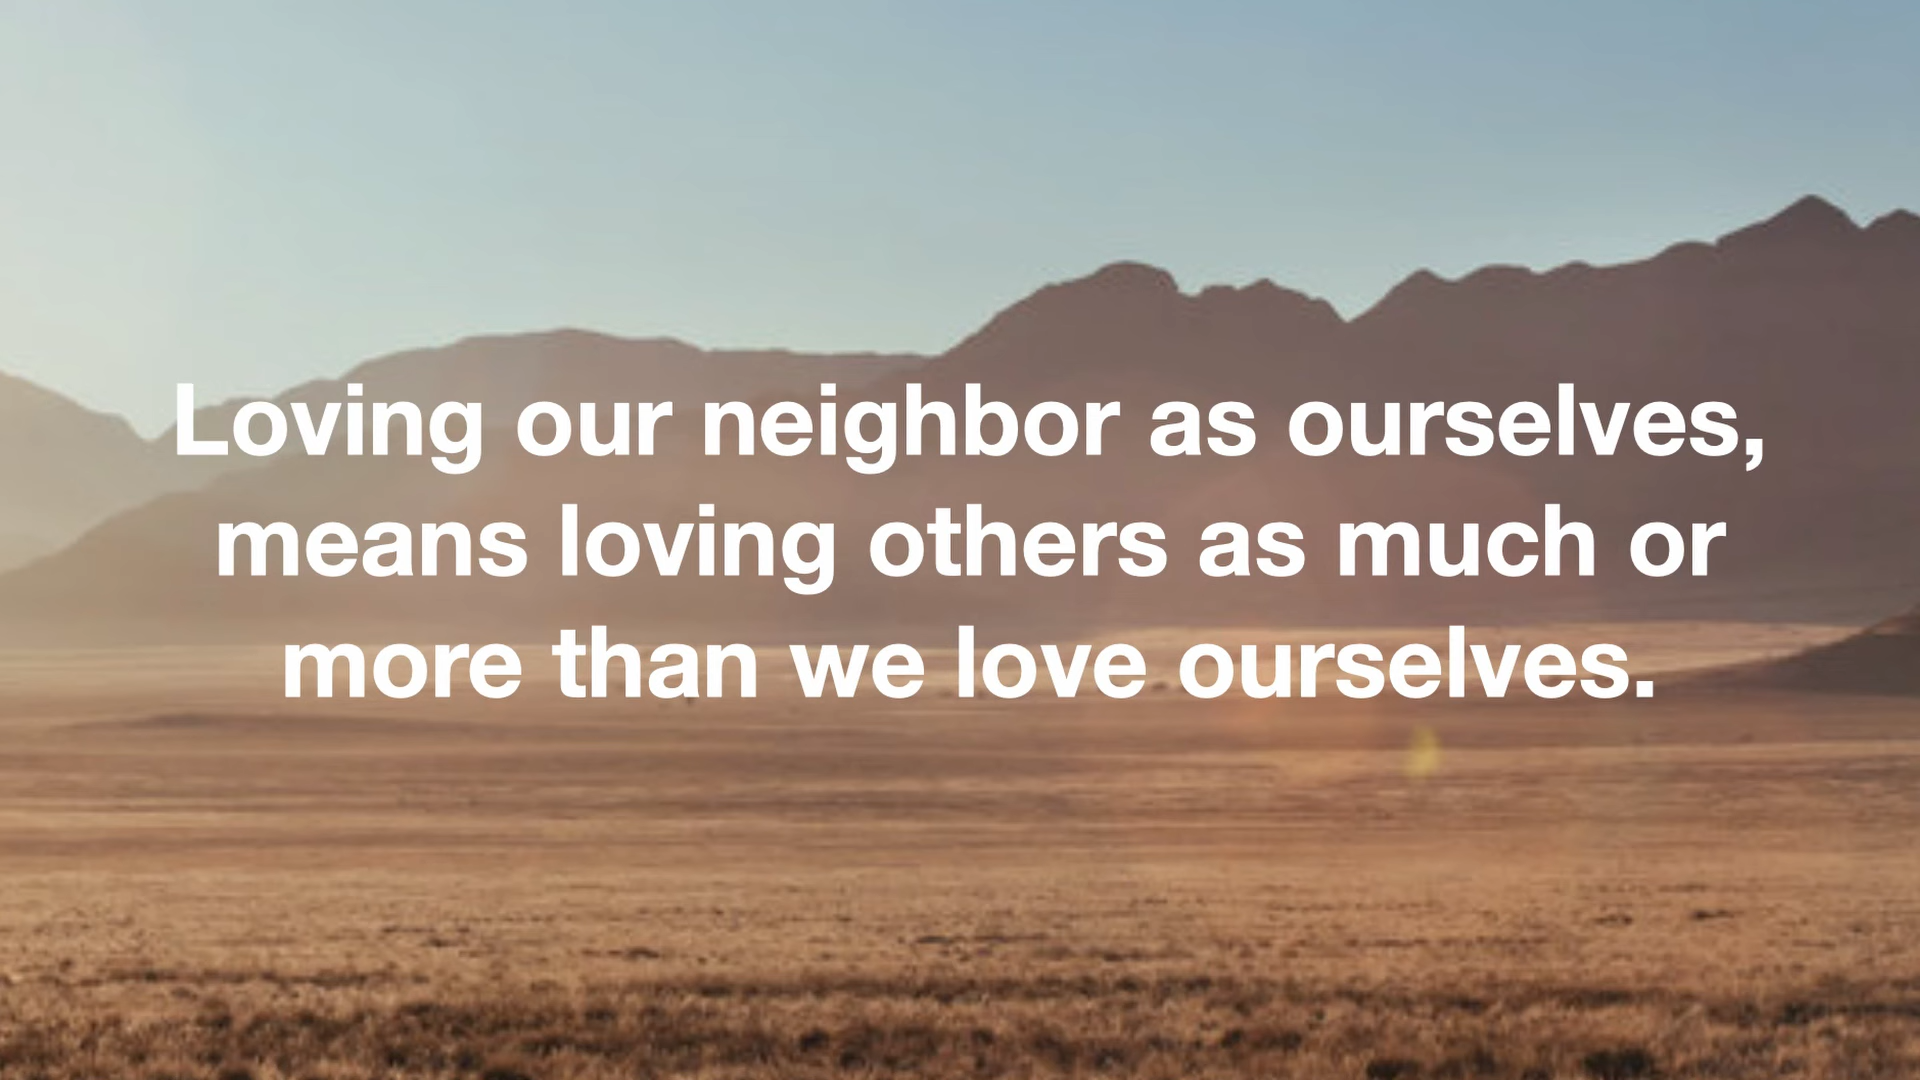 Loving our neighbor as ourselves,
means loving others as much or
more than we love ourselves.